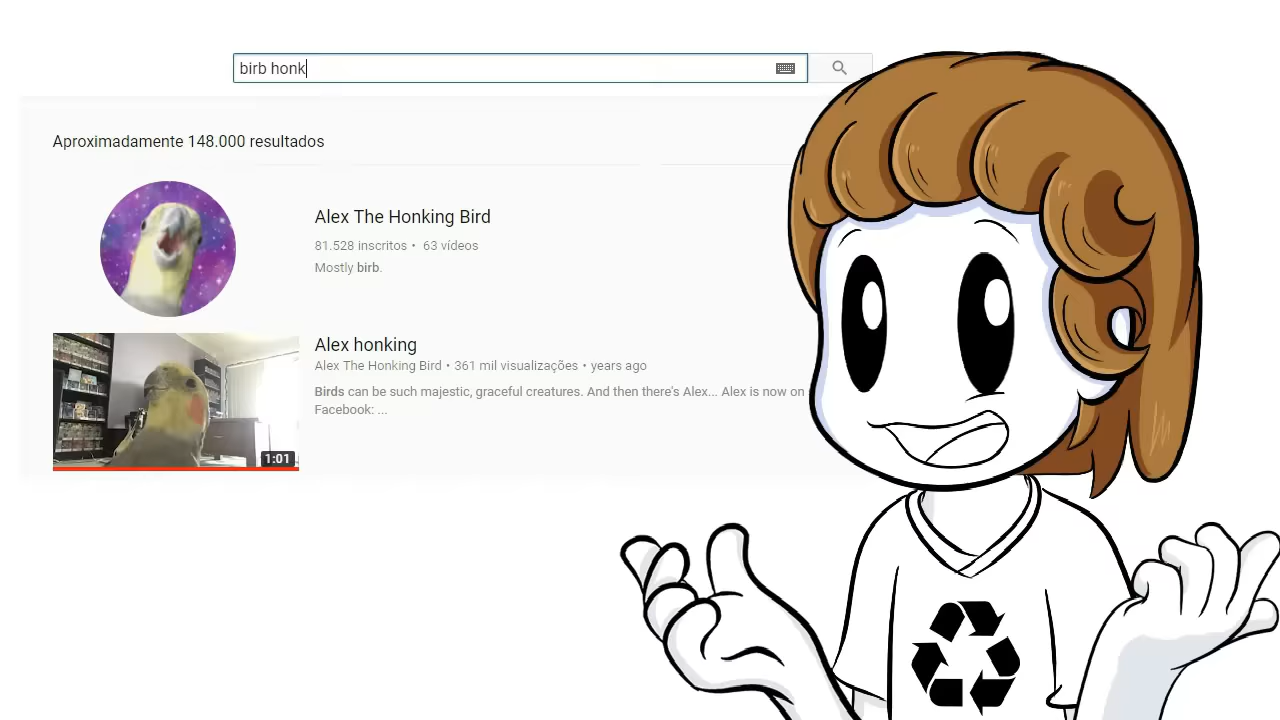 birb honk
Aproximadamente 148.000 resultados
Alex The Honking Bird
81.528 inscritos • 63 vídeos
Mostly birb.
Alex honking
Alex The Honking Bird • 361 mil visualizações • years ago
Birds can be such majestic, graceful creatures. And then there's Alex... Alex is now on
Facebook: ...
1:01